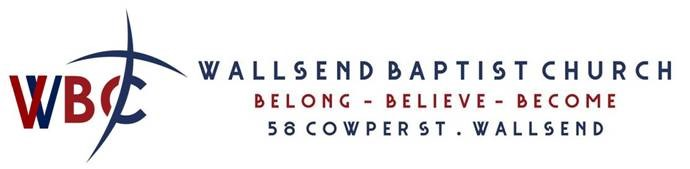 WBC
WALLSEND BAPTIST CHURCH
BELONG - BELIEVE - BECOME
58 COWPER ST . WALLSEND